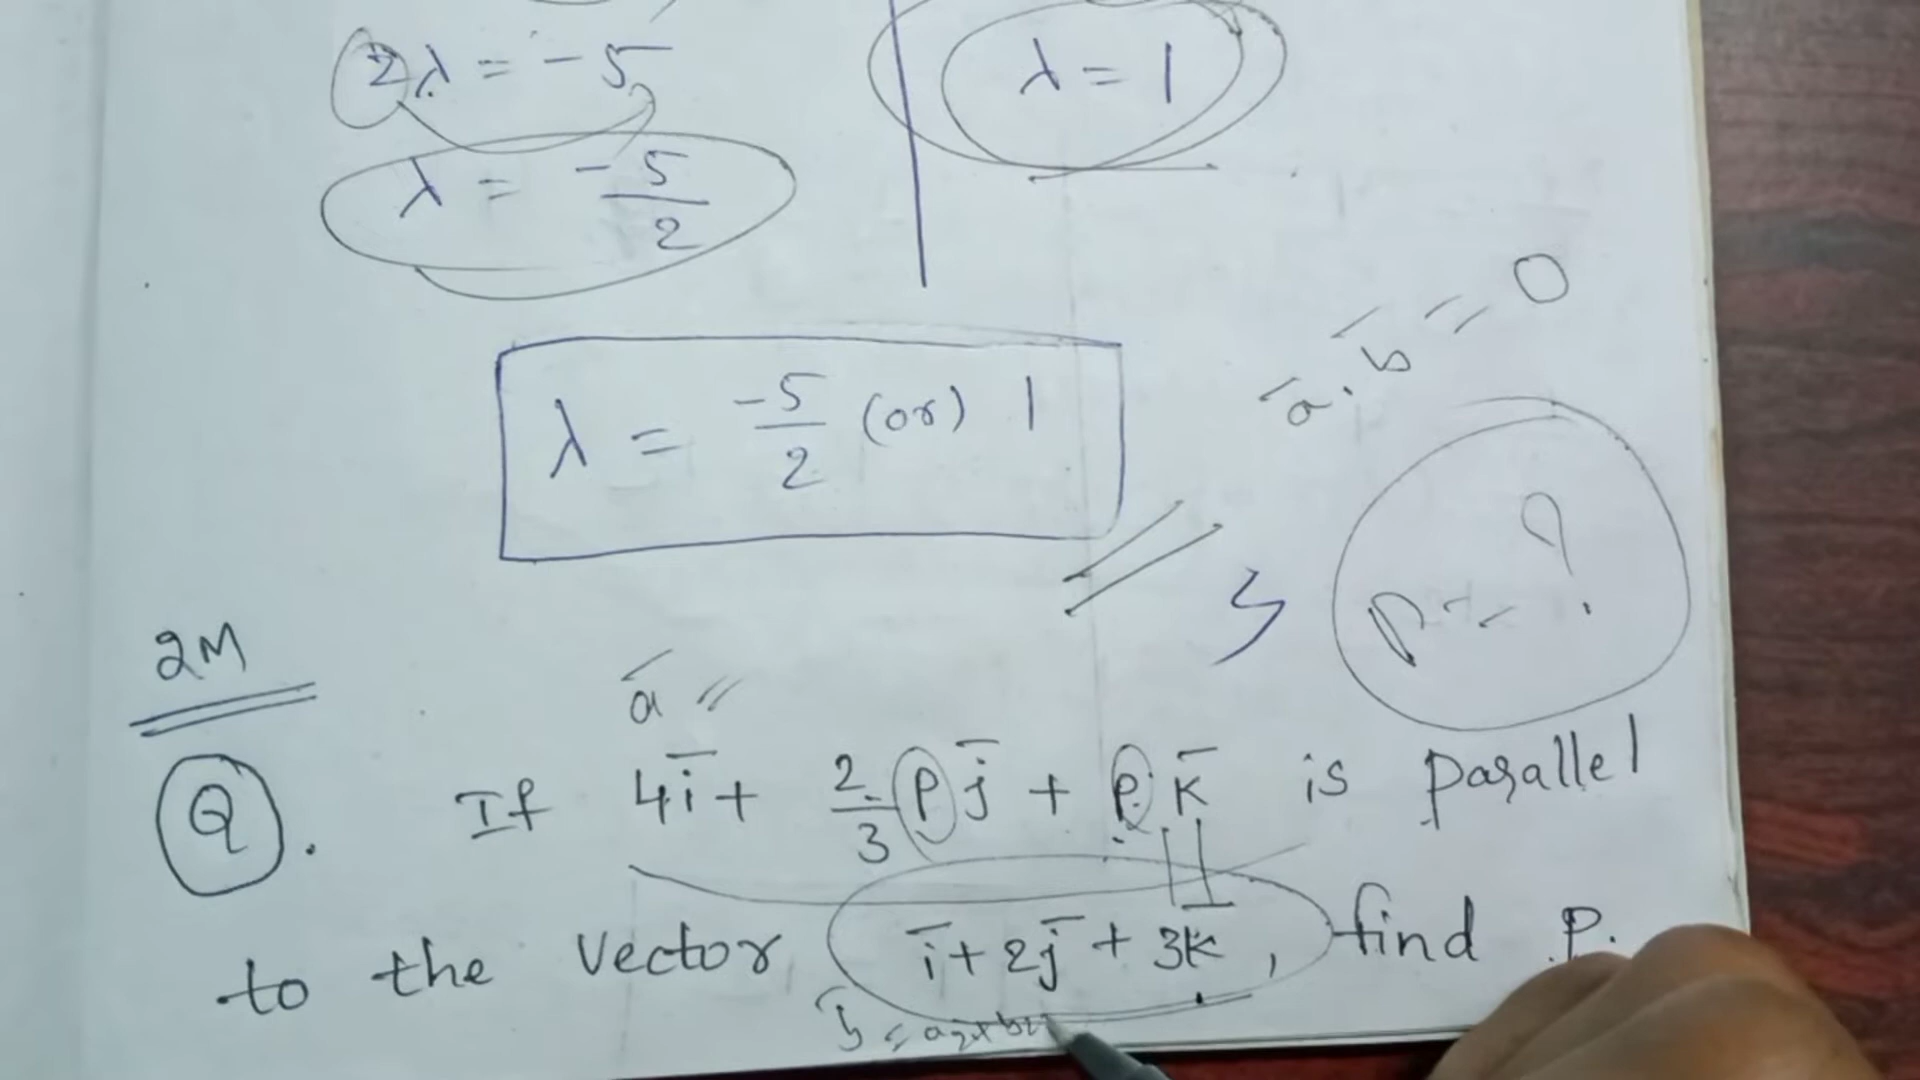 2λ = -5
λ = 1
λ = -5/2
a̅.b̅ = 0
λ = -5/2 (or) 1
P = ?
2M
a̅ =
Q. If 4i̅ + 2/3 P j̅ + P k̅ is parallel
to the vector i̅ + 2j̅ + 3k̅, find P.
b̅ =